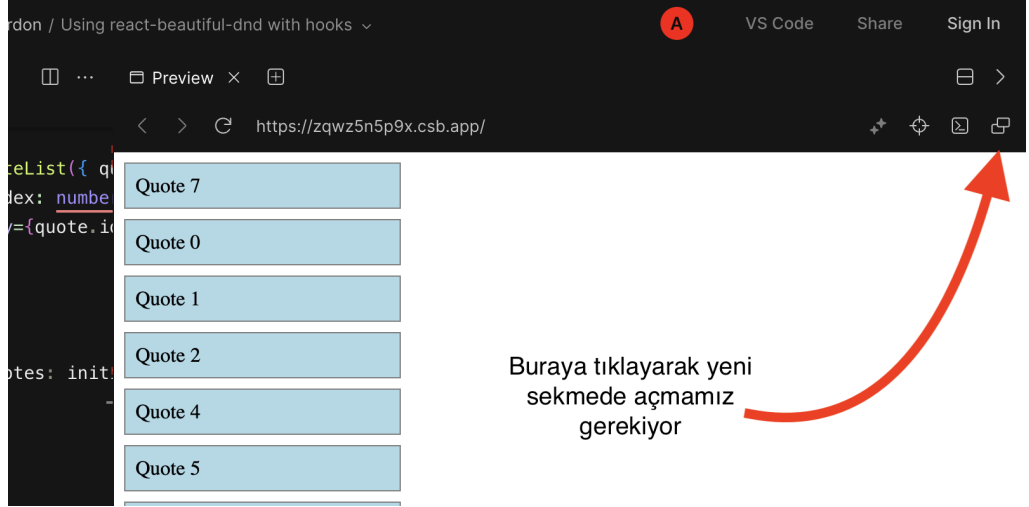 rdon / Using react-beautiful-dnd with hooks
A
VS Code
Share
Sign In
Preview
https://zqwz5n5p9x.csb.app/
teList({ q
dex: numbe
y={quote.i
otes: init
Quote 7
Quote 0
Quote 1
Quote 2
Quote 4
Quote 5
Buraya tıklayarak yeni
sekmede açmamız
gerekiyor